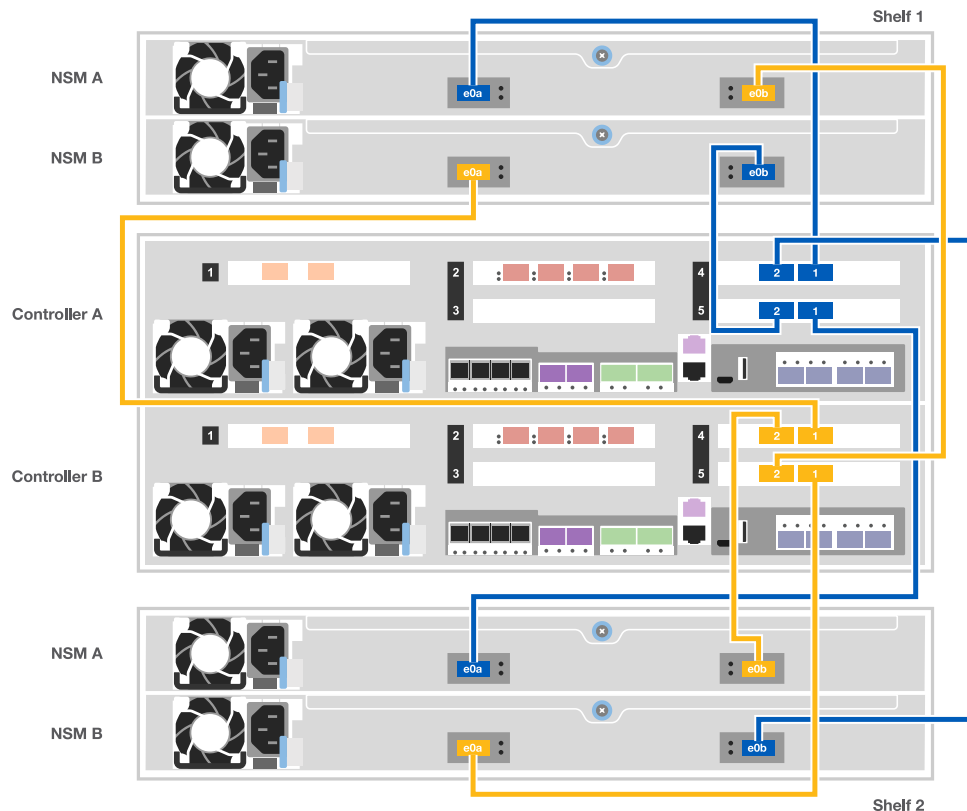 Shelf 1
NSM A
e0a
e0b
NSM B
e0a
e0b
Controller A
1
2
3
4
2 1
5
2 1
Controller B
1
2
3
4
2 1
5
2 1
NSM A
e0a
e0b
NSM B
e0a
e0b
Shelf 2